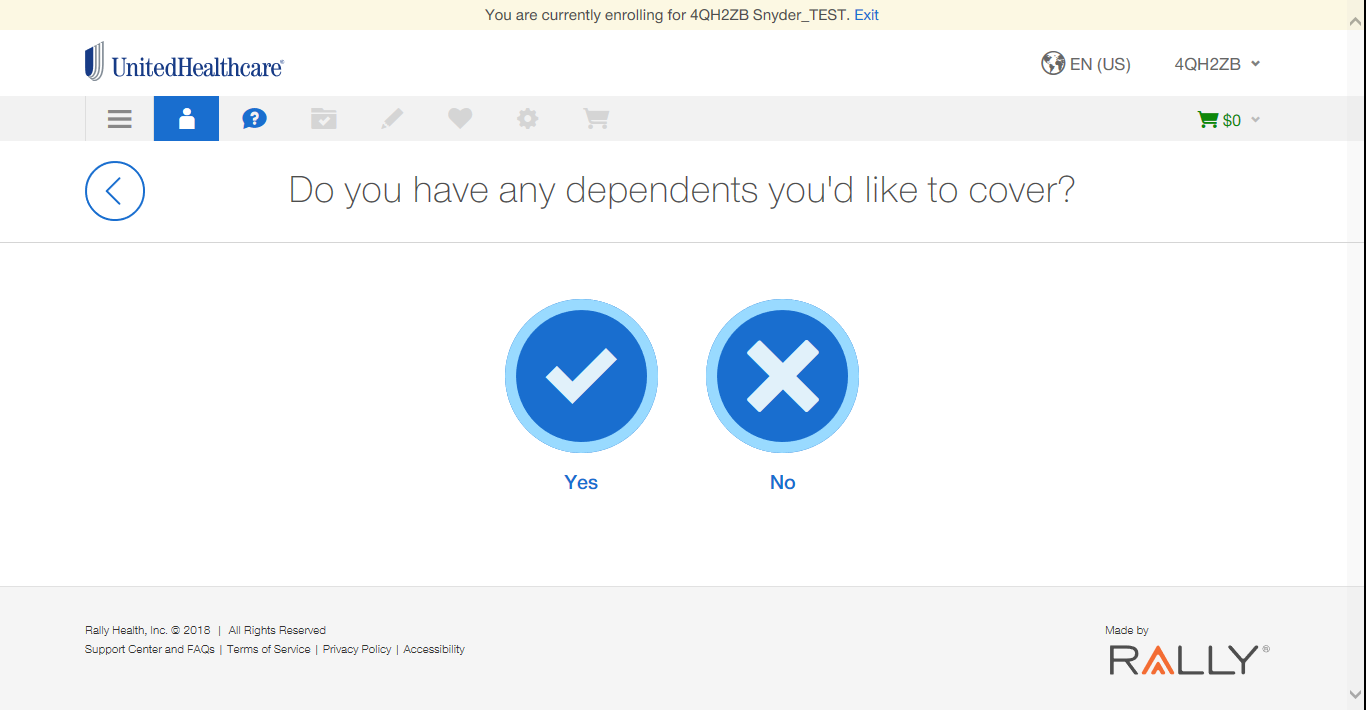 You are currently enrolling for 4QH2ZB Snyder_TEST. Exit
UnitedHealthcare®
EN (US)
4QH2ZB
?
$0
Do you have any dependents you'd like to cover?
Yes
No
Rally Health, Inc. © 2018 | All Rights Reserved
Support Center and FAQs | Terms of Service | Privacy Policy | Accessibility
Made by
RALLY®